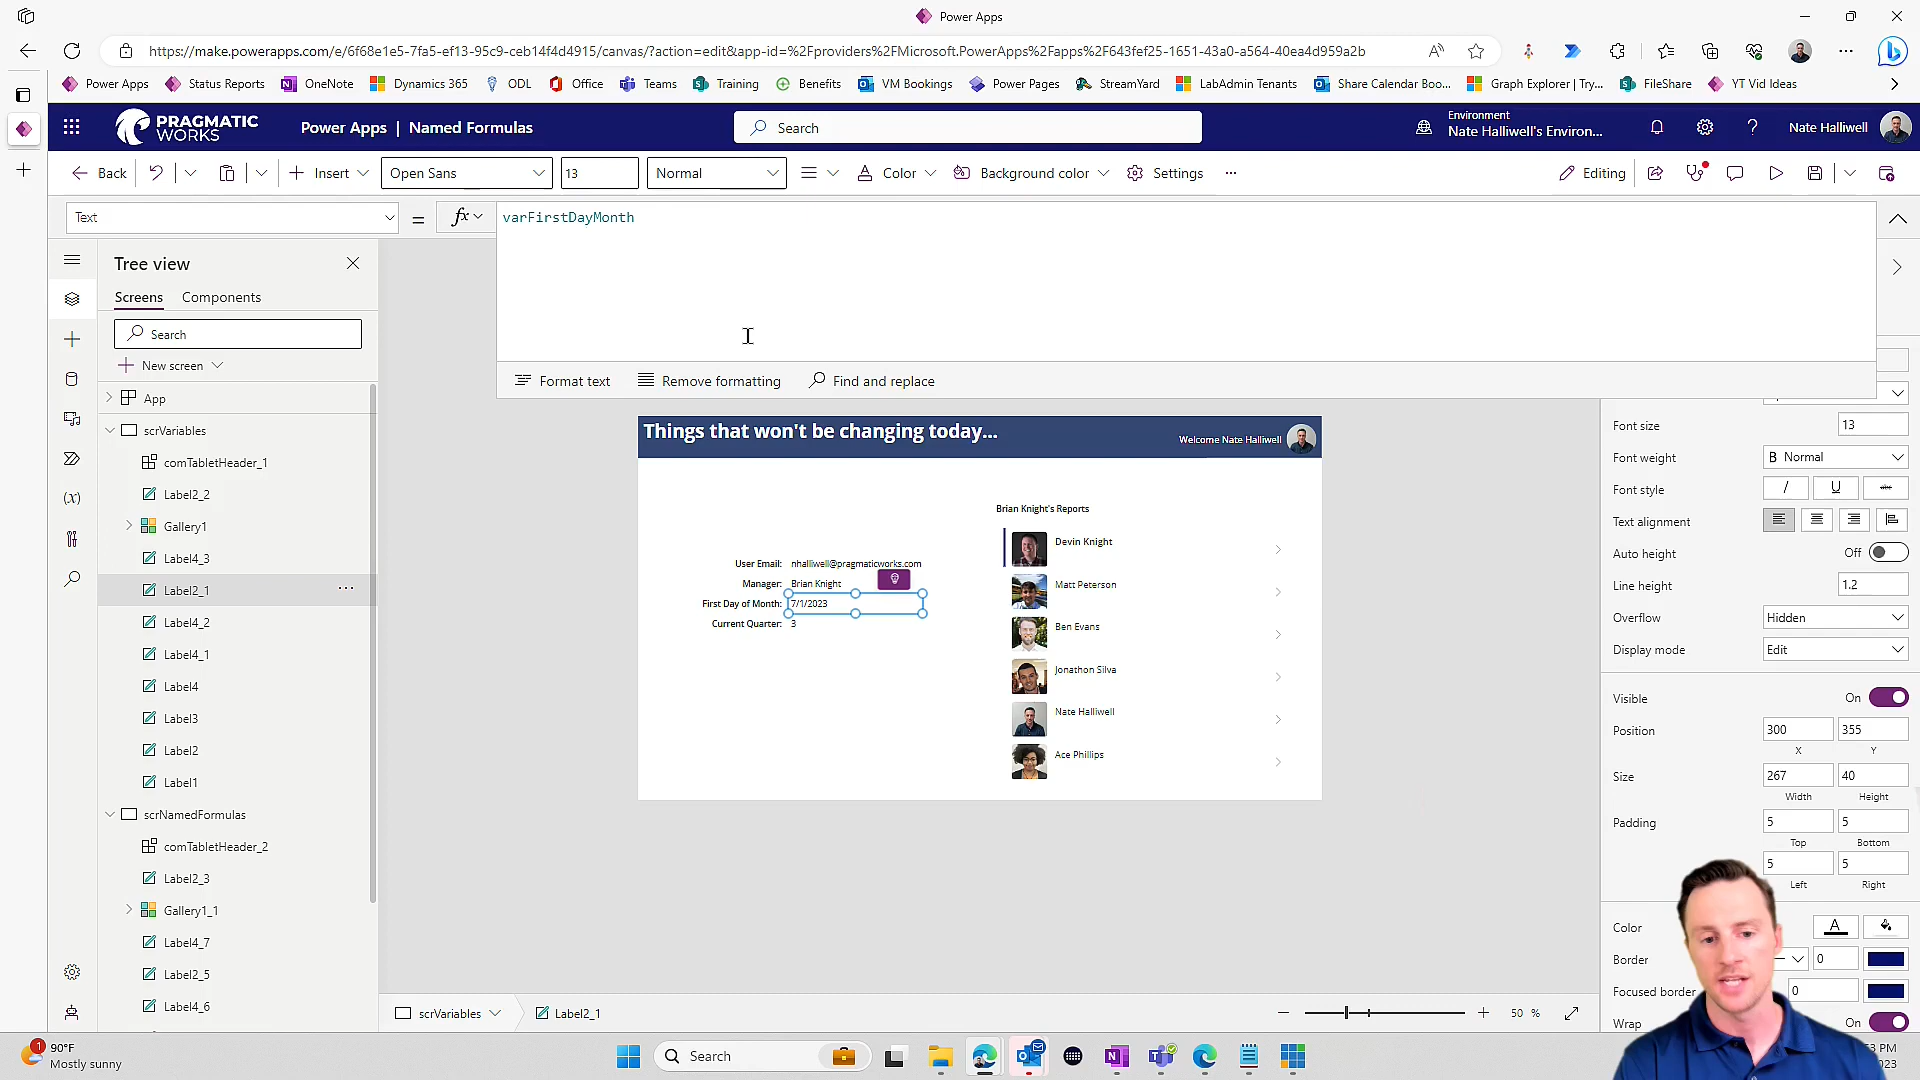 Power Apps
https://make.powerapps.com/e/6f68e1e5-7fa5-ef13-95c9-ceb14f4d4915/canvas/?action=edit&app-id=%2Fproviders%2FMicrosoft.PowerApps%2Fapps%2F643fef25-1651-43a0-a564-40ea4d959a2b
Power Apps Status Reports OneNote Dynamics 365 ODL Office Teams Training Benefits VM Bookings Power Pages StreamYard LabAdmin Tenants Share Calendar Boo... Graph Explorer | Try... FileShare YT Vid Ideas
PRAGMATIC WORKS
Power Apps | Named Formulas
Search
Environment
Nate Halliwell's Environ...
Nate Halliwell
Back Insert Open Sans 13 Normal Color Background color Settings Editing
Text = fx varFirstDayMonth
Format text Remove formatting Find and replace
Tree view
Screens Components
Search
New screen
App
scrVariables
comTabletHeader_1
Label2_2
Gallery1
Label4_3
Label2_1
Label4_2
Label4_1
Label4
Label3
Label2
Label1
scrNamedFormulas
comTabletHeader_2
Label2_3
Gallery1_1
Label4_7
Label2_5
Label4_6
Things that won't be changing today...
Welcome Nate Halliwell
User Email: nhalliwell@pragmaticworks.com
Manager: Brian Knight
First Day of Month: 7/1/2023
Current Quarter: 3
Brian Knight's Reports
Devin Knight
Matt Peterson
Ben Evans
Jonathon Silva
Nate Halliwell
Ace Phillips
Font size 13
Font weight B Normal
Font style / U abc
Text alignment
Auto height Off
Line height 1.2
Overflow Hidden
Display mode Edit
Visible On
Position 300 355
X Y
Size 267 40
Width Height
Padding 5 5
Top Bottom
5 5
Left Right
Color A
Border 0
Focused border 0
Wrap On
scrVariables Label2_1
50 %
1
90°F
Mostly sunny
Search